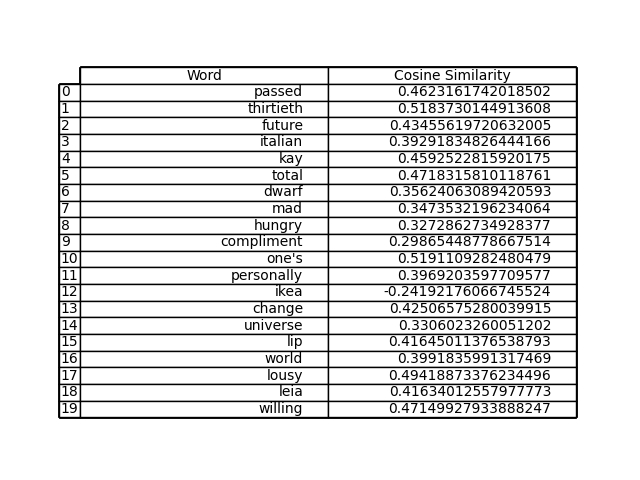 Word Cosine Similarity
0 passed 0.4623161742018502
1 thirtieth 0.5183730144913608
2 future 0.43455619720632005
3 italian 0.39291834826444166
4 kay 0.4592522815920175
5 total 0.4718315810118761
6 dwarf 0.35624063089420593
7 mad 0.3473532196234064
8 hungry 0.3272862734928377
9 compliment 0.29865448778667514
10 one's 0.5191109282480479
11 personally 0.3969203597709577
12 ikea -0.24192176066745524
13 change 0.42506575280039915
14 universe 0.3306023260051202
15 lip 0.41645011376538793
16 world 0.3991835991317469
17 lousy 0.49418873376234496
18 leia 0.41634012557977773
19 willing 0.47149927933888247